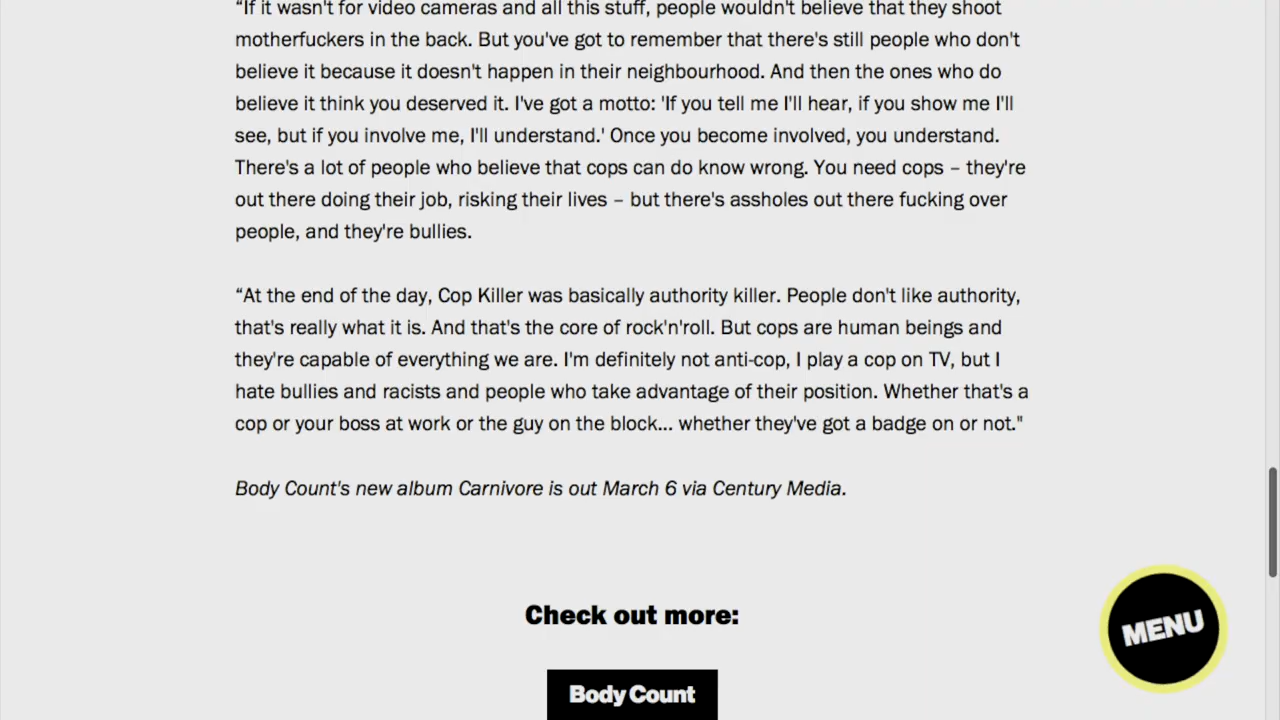 “If it wasn't for video cameras and all this stuff, people wouldn't believe that they shoot
motherfuckers in the back. But you've got to remember that there's still people who don't
believe it because it doesn't happen in their neighbourhood. And then the ones who do
believe it think you deserved it. I've got a motto: 'If you tell me I'll hear, if you show me I'll
see, but if you involve me, I'll understand.' Once you become involved, you understand.
There's a lot of people who believe that cops can do know wrong. You need cops – they're
out there doing their job, risking their lives – but there's assholes out there fucking over
people, and they're bullies.
“At the end of the day, Cop Killer was basically authority killer. People don't like authority,
that's really what it is. And that's the core of rock'n'roll. But cops are human beings and
they're capable of everything we are. I'm definitely not anti-cop, I play a cop on TV, but I
hate bullies and racists and people who take advantage of their position. Whether that's a
cop or your boss at work or the guy on the block... whether they've got a badge on or not."
Body Count's new album Carnivore is out March 6 via Century Media.
Check out more:
MENU
Body Count